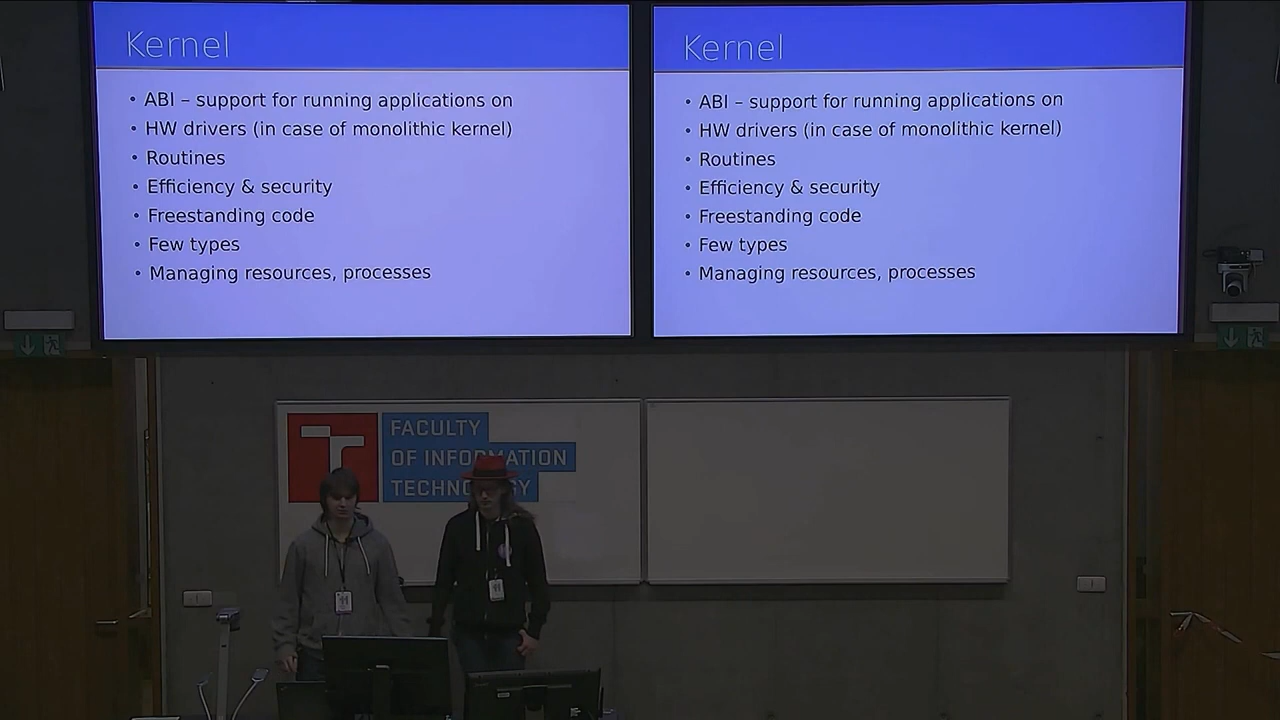 Kernel
• ABI – support for running applications on
• HW drivers (in case of monolithic kernel)
• Routines
• Efficiency & security
• Freestanding code
• Few types
• Managing resources, processes
Kernel
• ABI – support for running applications on
• HW drivers (in case of monolithic kernel)
• Routines
• Efficiency & security
• Freestanding code
• Few types
• Managing resources, processes
FACULTY
OF INFORMATION
TECHNOLOGY